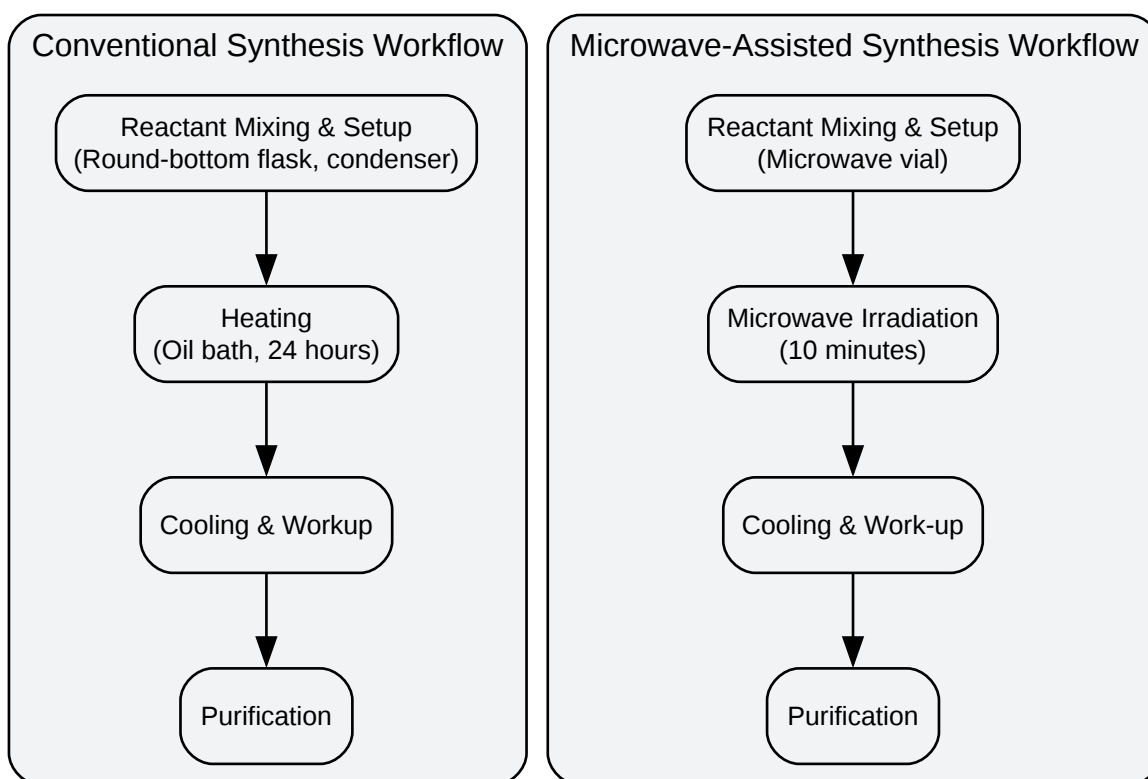 Conventional Synthesis Workflow
Reactant Mixing & Setup
(Round-bottom flask, condenser)
Heating
(Oil bath, 24 hours)
Cooling & Workup
Purification
Microwave-Assisted Synthesis Workflow
Reactant Mixing & Setup
(Microwave vial)
Microwave Irradiation
(10 minutes)
Cooling & Work-up
Purification